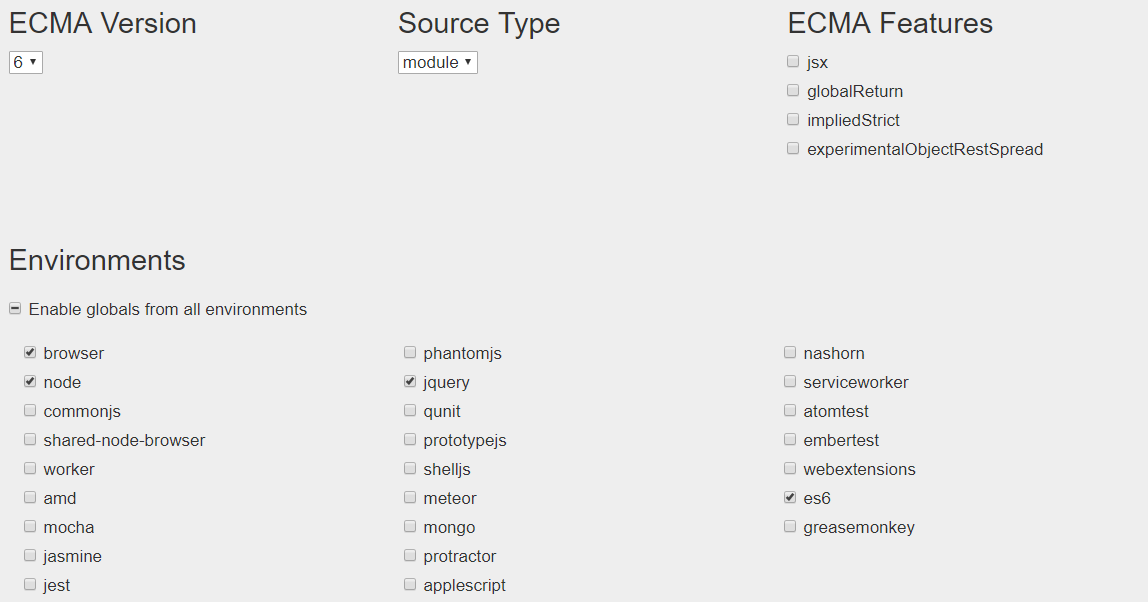 ECMA Version
6
Source Type
module
ECMA Features
jsx
globalReturn
impliedStrict
experimentalObjectRestSpread
Environments
Enable globals from all environments
browser
node
commonjs
shared-node-browser
worker
amd
mocha
jasmine
jest
phantomjs
jquery
qunit
prototypejs
shelljs
meteor
mongo
protractor
applescript
nashorn
serviceworker
atomtest
embertest
webextensions
es6
greasemonkey